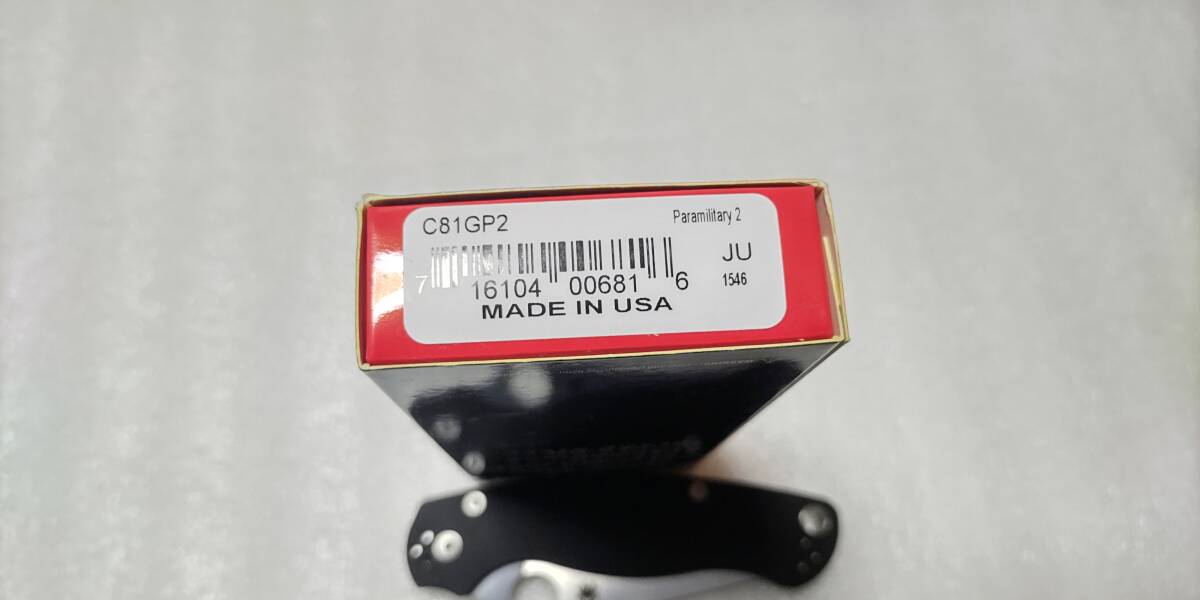 C81GP2 Paramilitary 2
JU
7 16104 00681 6 1546
MADE IN USA